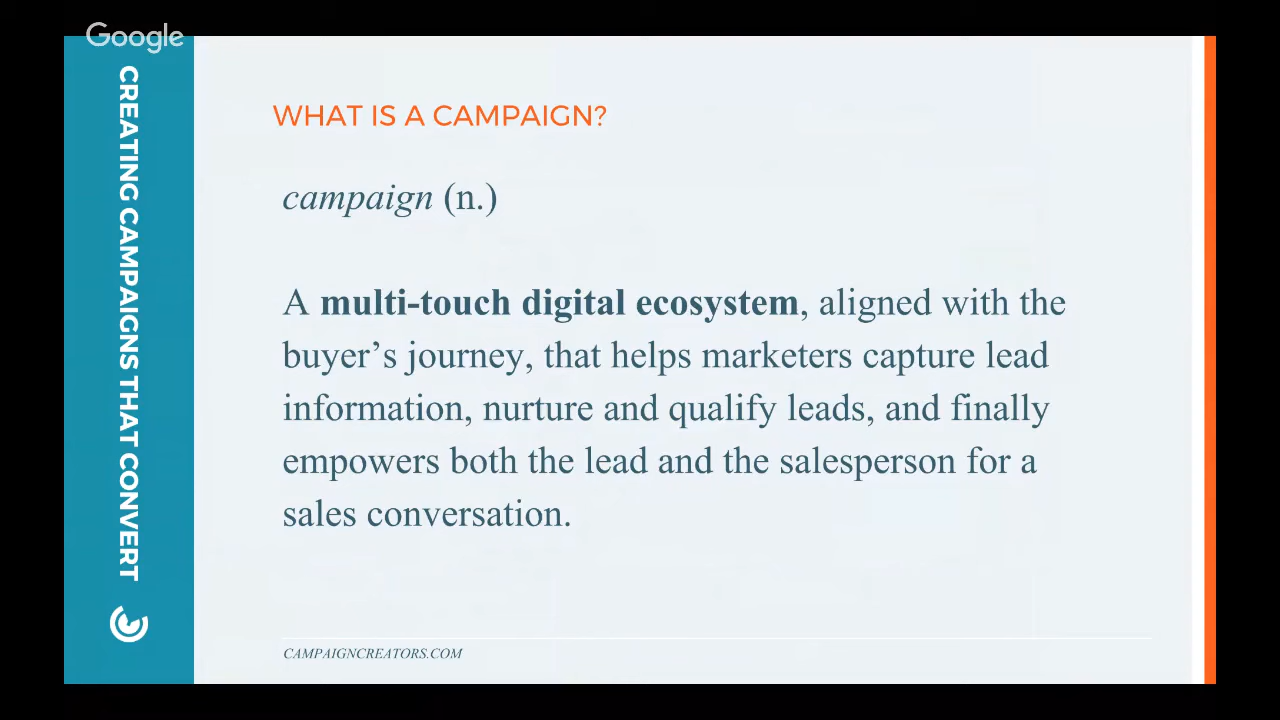 Google
CREATING CAMPAIGNS THAT CONVERT
WHAT IS A CAMPAIGN?
campaign (n.)
A multi-touch digital ecosystem, aligned with the
buyer’s journey, that helps marketers capture lead
information, nurture and qualify leads, and finally
empowers both the lead and the salesperson for a
sales conversation.
CAMPAIGNCREATORS.COM